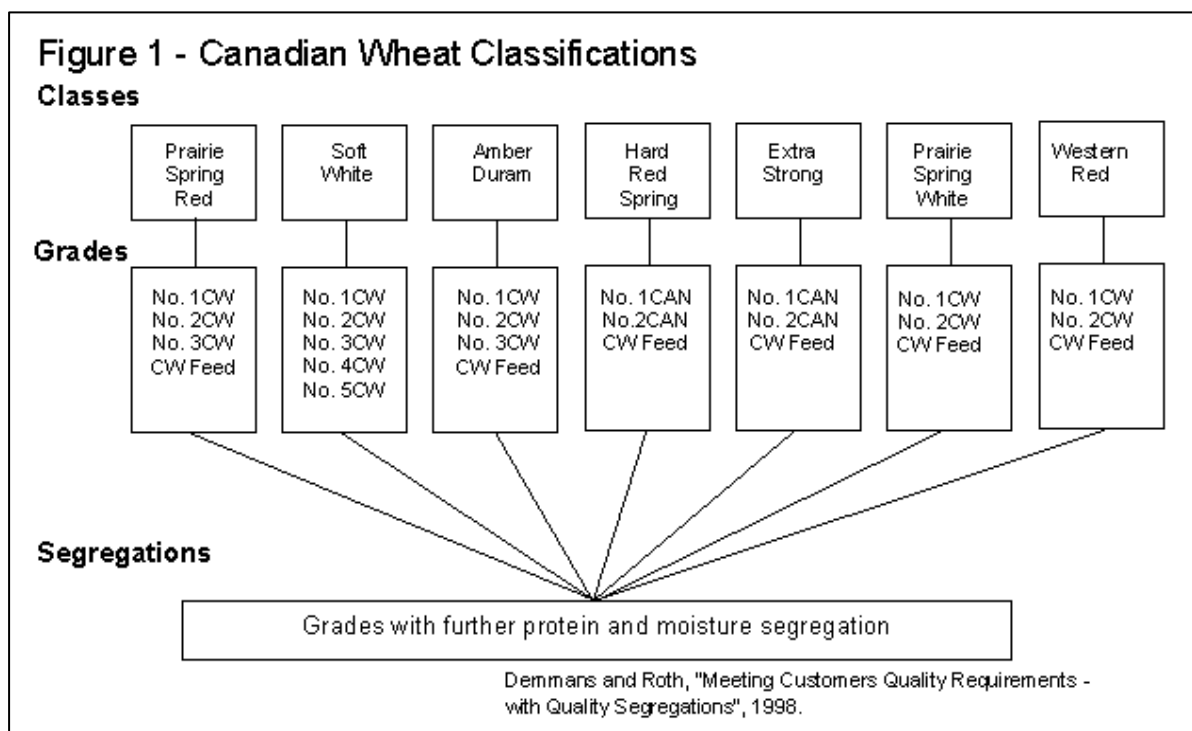 Figure 1 - Canadian Wheat Classifications
Classes
Prairie
Spring
Red
Soft
White
Amber
Duram
Hard
Red
Spring
Extra
Strong
Prairie
Spring
White
Western
Red
Grades
No. 1CW
No. 2CW
No. 3CW
CW Feed
No. 1CW
No. 2CW
No. 3CW
No. 4CW
No. 5CW
No. 1CW
No. 2CW
No. 3CW
CW Feed
No. 1CAN
No.2CAN
CW Feed
No. 1CAN
No. 2CAN
CW Feed
No. 1CW
No. 2CW
CW Feed
No. 1CW
No. 2CW
CW Feed
Segregations
Grades with further protein and moisture segregation
Demmans and Roth, "Meeting Customers Quality Requirements -
with Quality Segregations", 1998.